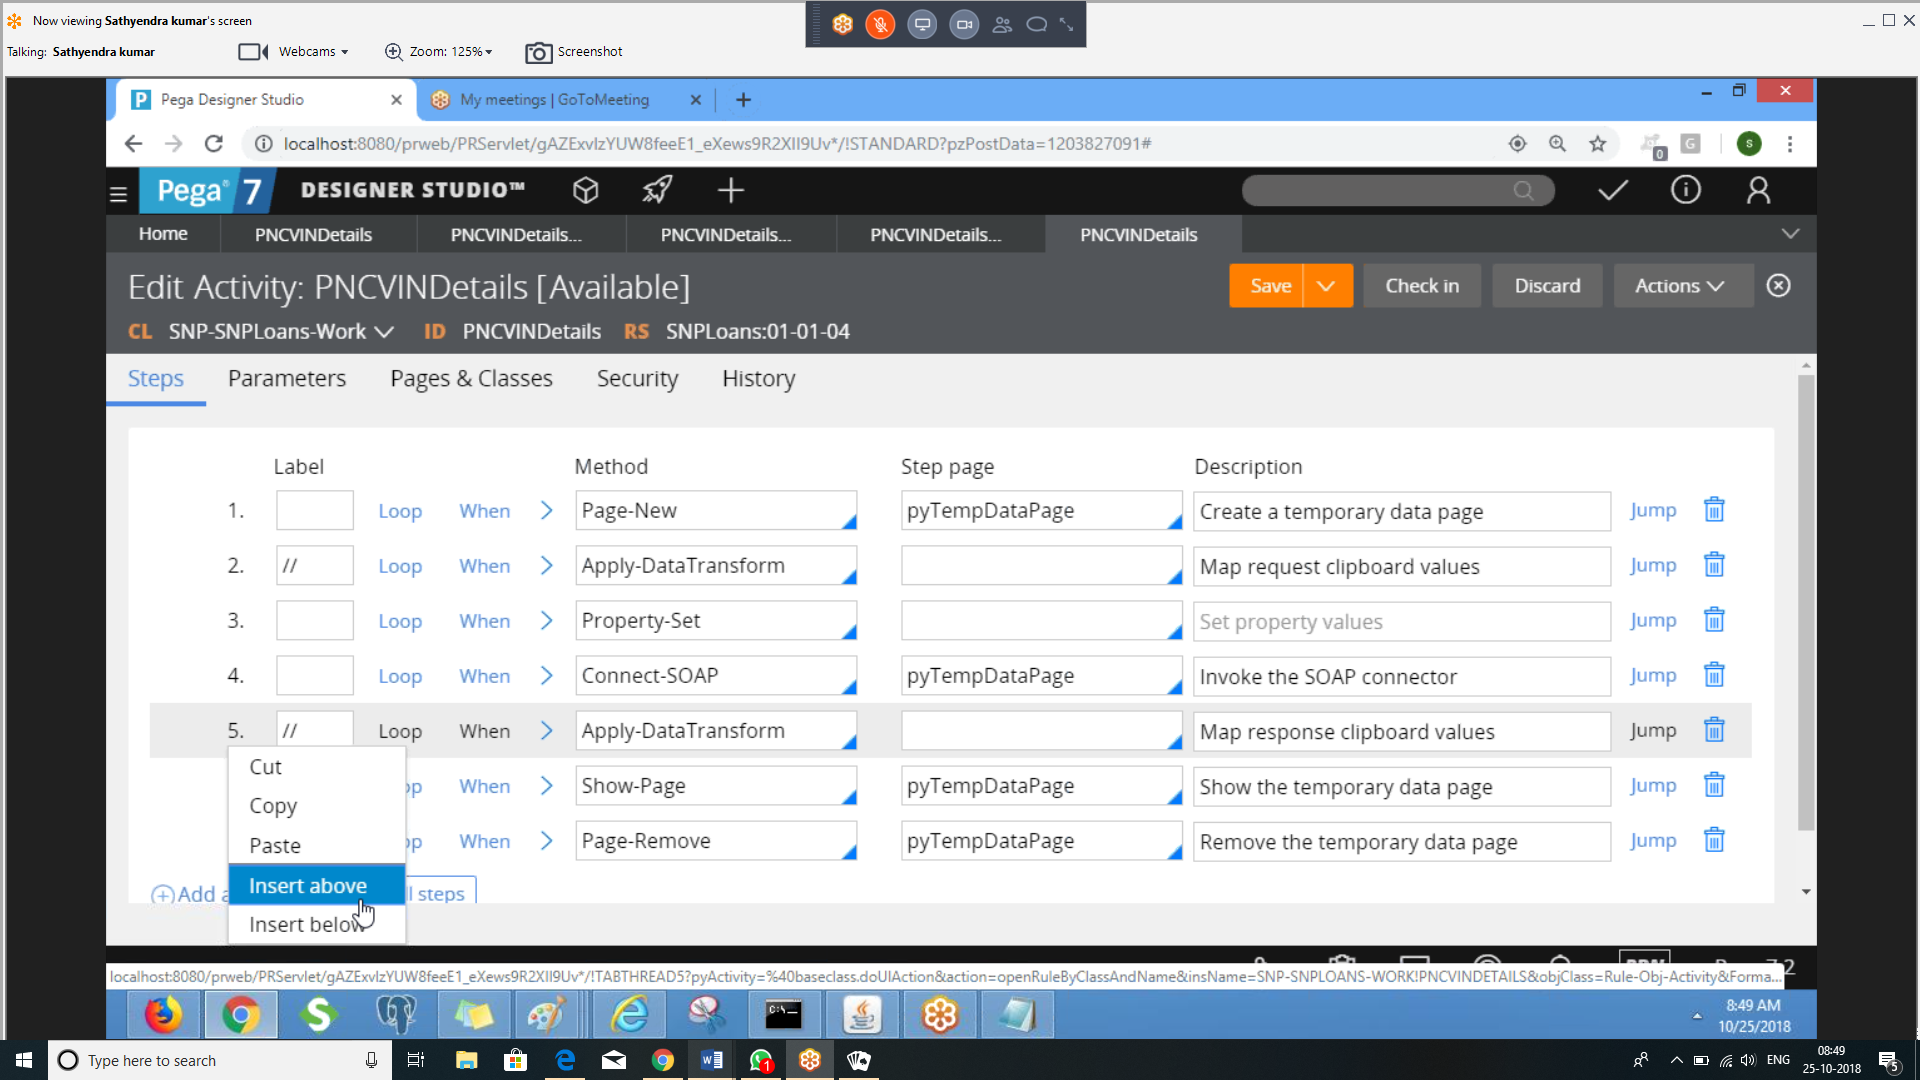 Now viewing Sathyendra kumar's screen
Talking: Sathyendra kumar
Webcams
Zoom: 125%
Screenshot
Pega Designer Studio
My meetings | GoToMeeting
localhost:8080/prweb/PRServlet/gAZExvlzYUW8feeE1_eXews9R2XII9Uv*/!STANDARD?pzPostData=1203827091#
0
G
S
Pega 7 DESIGNER STUDIO™
Home
PNCVINDetails
PNCVINDetails...
PNCVINDetails...
PNCVINDetails...
PNCVINDetails
Edit Activity: PNCVINDetails [Available]
Save
Check in
Discard
Actions
CL SNP-SNPLoans-Work ID PNCVINDetails RS SNPLoans:01-01-04
Steps
Parameters
Pages & Classes
Security
History
Label Method Step page Description
1. Loop When Page-New pyTempDataPage Create a temporary data page Jump
2. // Loop When Apply-DataTransform Map request clipboard values Jump
3. Loop When Property-Set Set property values Jump
4. Loop When Connect-SOAP pyTempDataPage Invoke the SOAP connector Jump
5. // Loop When Apply-DataTransform Map response clipboard values Jump
op When Show-Page pyTempDataPage Show the temporary data page Jump
op When Page-Remove pyTempDataPage Remove the temporary data page Jump
Cut
Copy
Paste
Insert above
Insert below
Add a
ll steps
localhost:8080/prweb/PRServlet/gAZExvlzYUW8feeE1_eXews9R2XII9Uv*/!TABTHREAD5?pyActivity=%40baseclass.doUIAction&action=openRuleByClassAndName&insName=SNP-SNPLOANS-WORK!PNCVINDETAILS&objClass=Rule-Obj-Activity&Forma...
8:49 AM
10/25/2018
Type here to search
1
ENG
08:49
25-10-2018
5